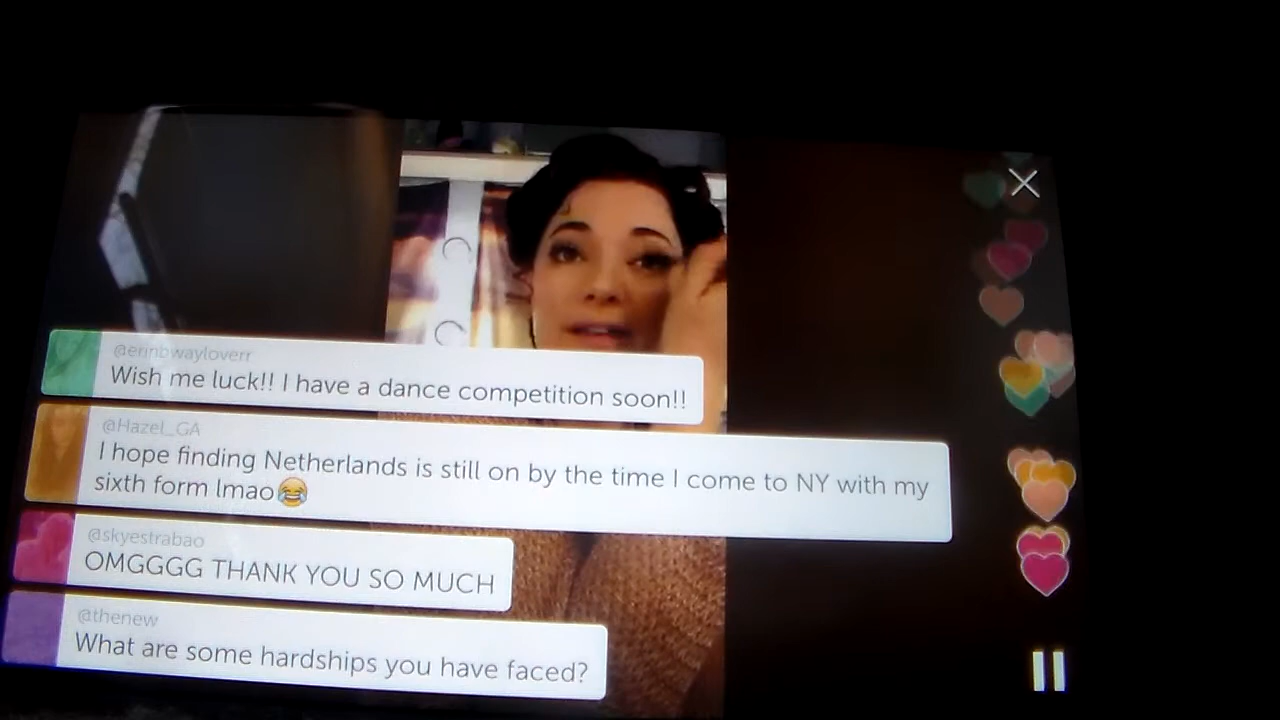 @erinbwayloverr
Wish me luck!! I have a dance competition soon!!
@Hazel_GA
I hope finding Netherlands is still on by the time I come to NY with my
sixth form lmao😂
@skyestrabao
OMGGGG THANK YOU SO MUCH
@thenew
What are some hardships you have faced?